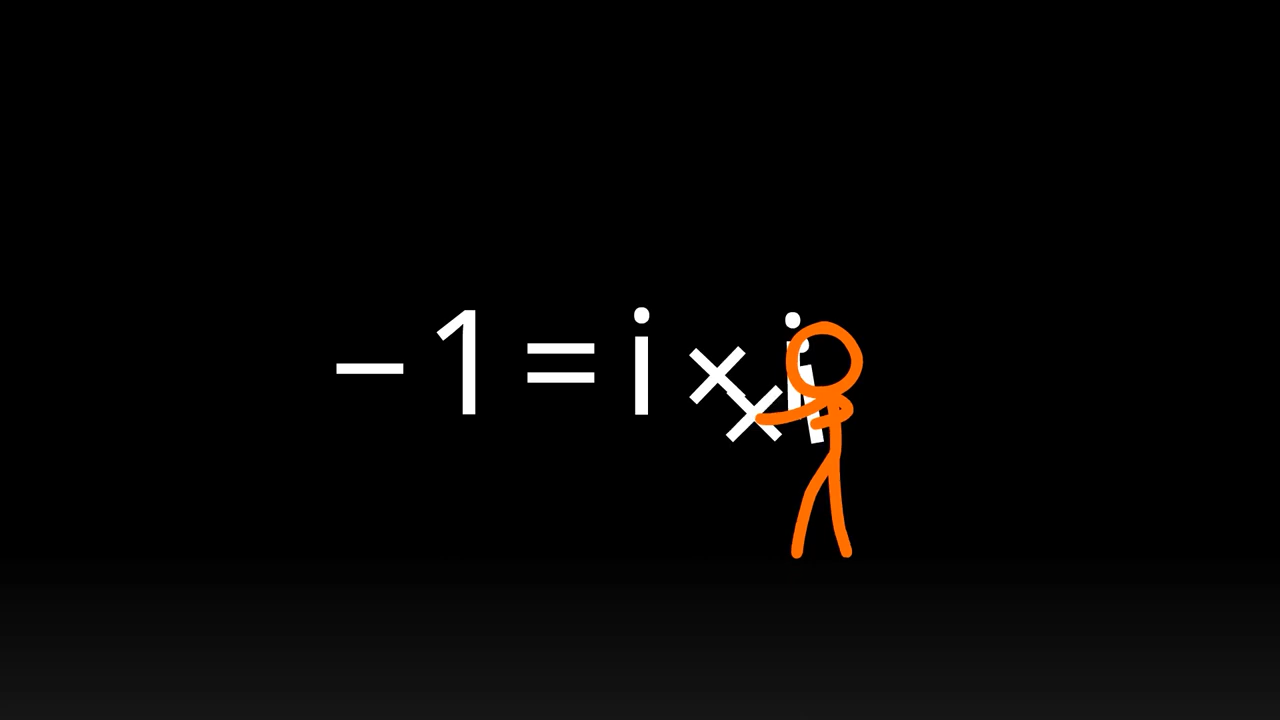 − 1 = i × × i i